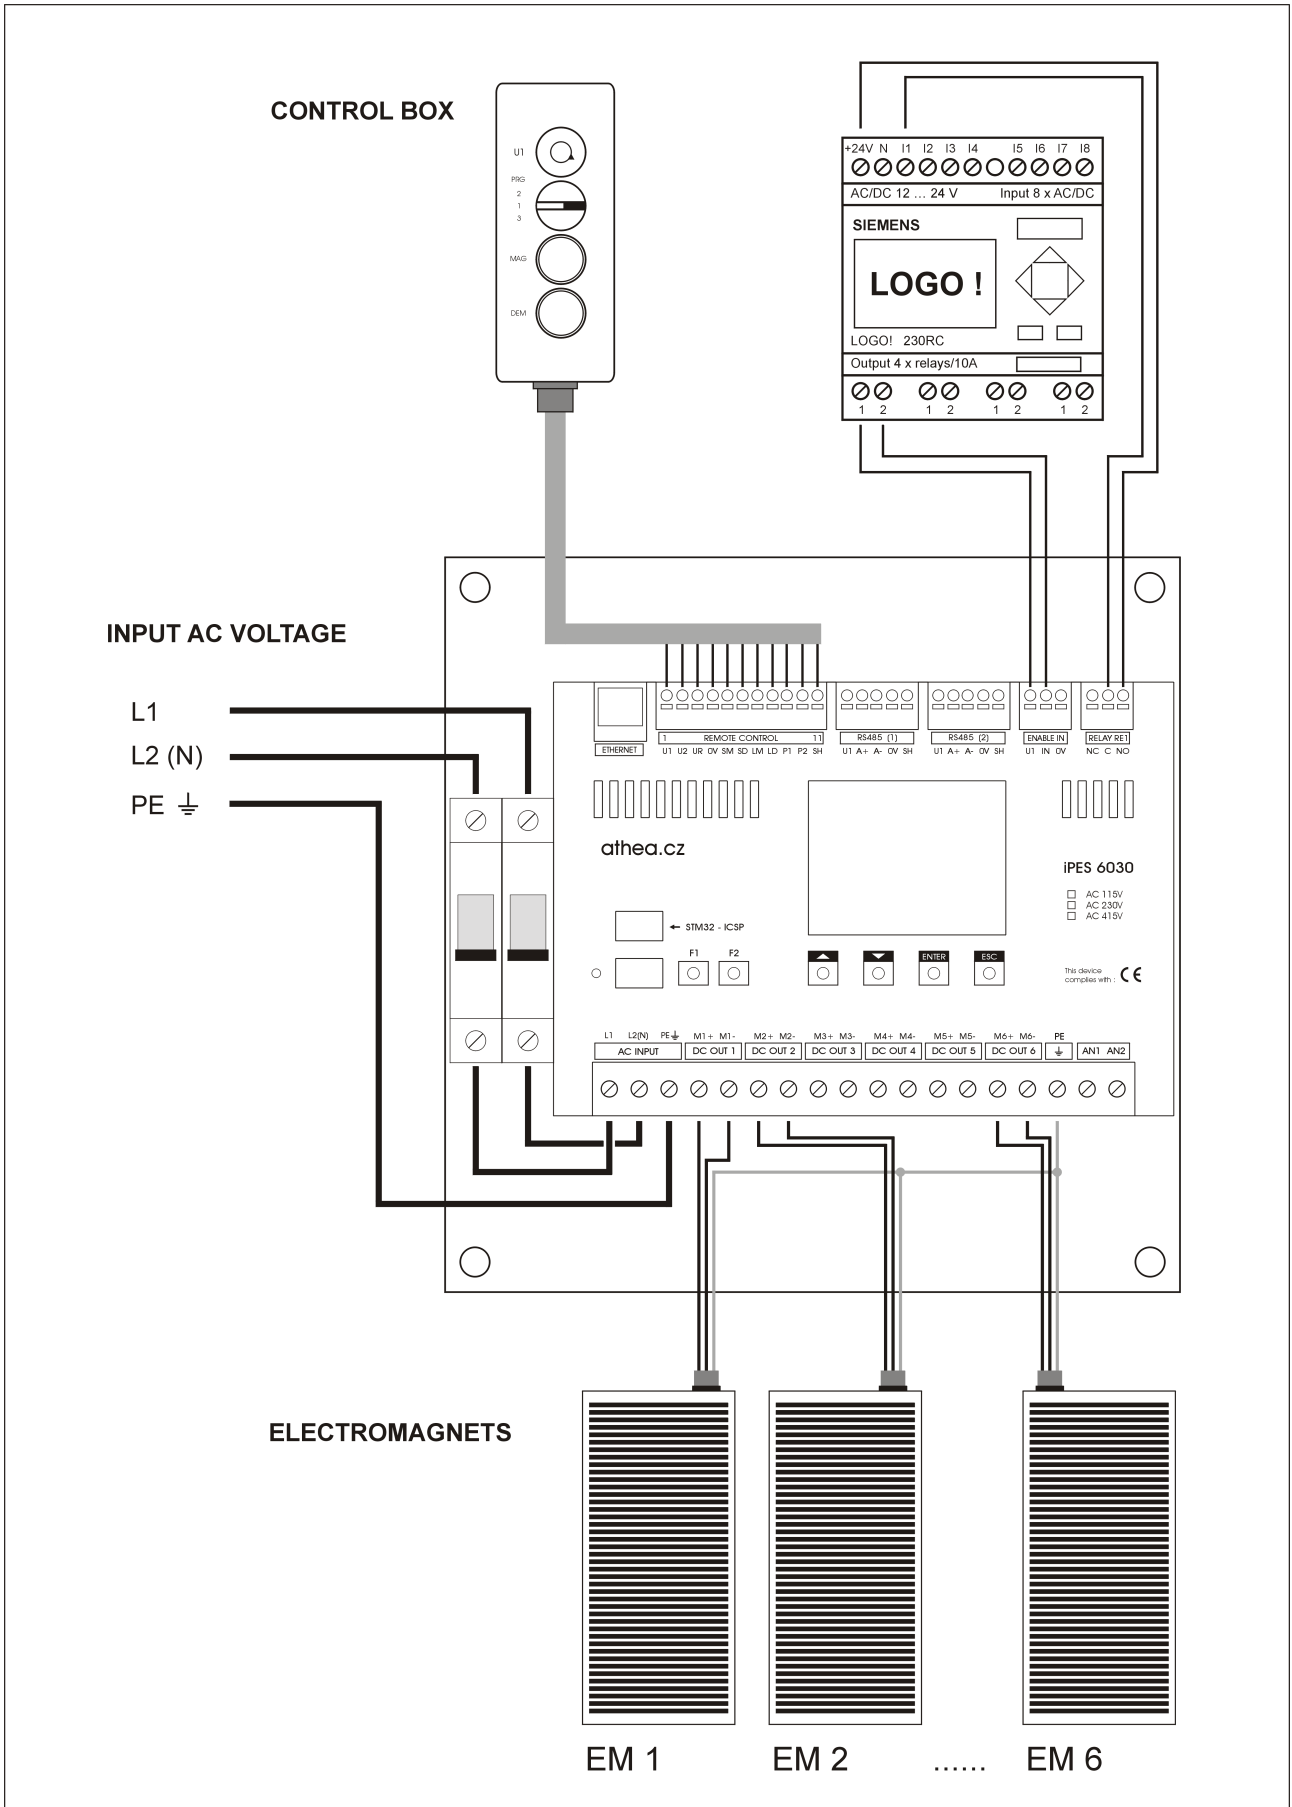 CONTROL BOX
U1
PRG
2
1
3
MAG
DEM
+24V N I1 I2 I3 I4 I5 I6 I7 I8
AC/DC 12 ... 24 V Input 8 x AC/DC
SIEMENS
LOGO !
LOGO! 230RC
Output 4 x relays/10A
1 2 1 2 1 2 1 2
INPUT AC VOLTAGE
L1
L2 (N)
PE
ETHERNET
1 REMOTE CONTROL 11
U1 U2 UR 0V SM SD LM LD P1 P2 SH
RS485 (1)
U1 A+ A- 0V SH
RS485 (2)
U1 A+ A- 0V SH
ENABLE IN
U1 IN 0V
RELAY RE1
NC C NO
athea.cz
iPES 6030
AC 115V
AC 230V
AC 415V
STM32 - ICSP
F1 F2
ENTER ESC
This device
complies with : CE
L1 L2(N) PE M1+ M1- M2+ M2- M3+ M3- M4+ M4- M5+ M5- M6+ M6- PE
AC INPUT DC OUT 1 DC OUT 2 DC OUT 3 DC OUT 4 DC OUT 5 DC OUT 6 AN1 AN2
ELECTROMAGNETS
EM 1 EM 2 ...... EM 6